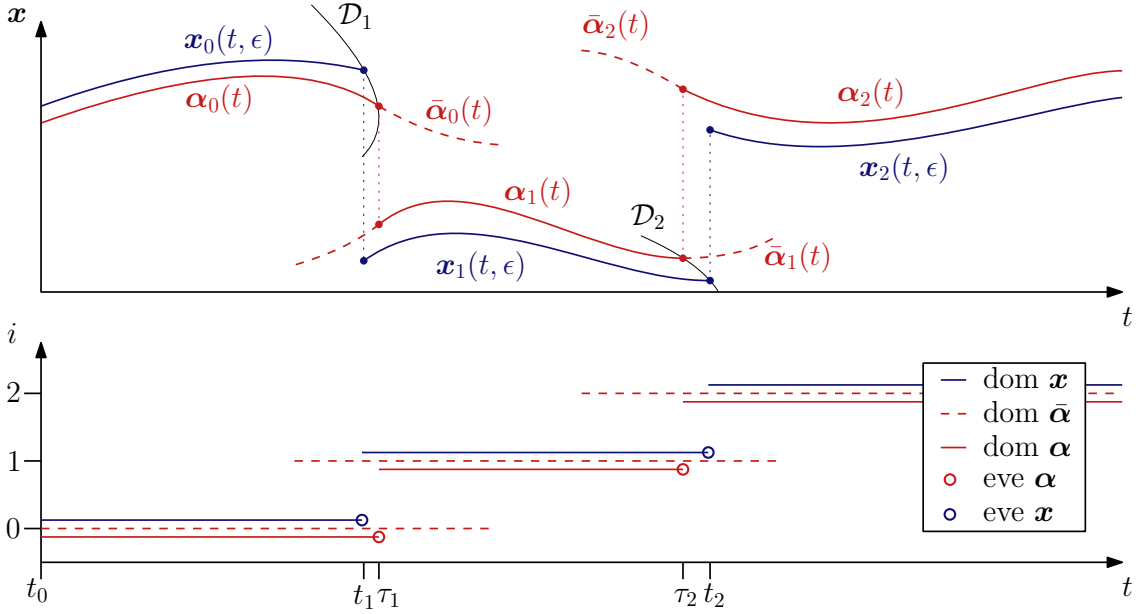 𝒙
𝒟₁
𝒙₀(t, ϵ)
ᾱ₂(t)
α₀(t)
ᾱ₀(t)
α₂(t)
𝒙₂(t, ϵ)
α₁(t)
𝒟₂
𝒙₁(t, ϵ)
ᾱ₁(t)
t
i
2
1
0
dom 𝒙
dom ᾱ
dom α
eve α
eve 𝒙
t₀
t₁
τ₁
τ₂
t₂
t